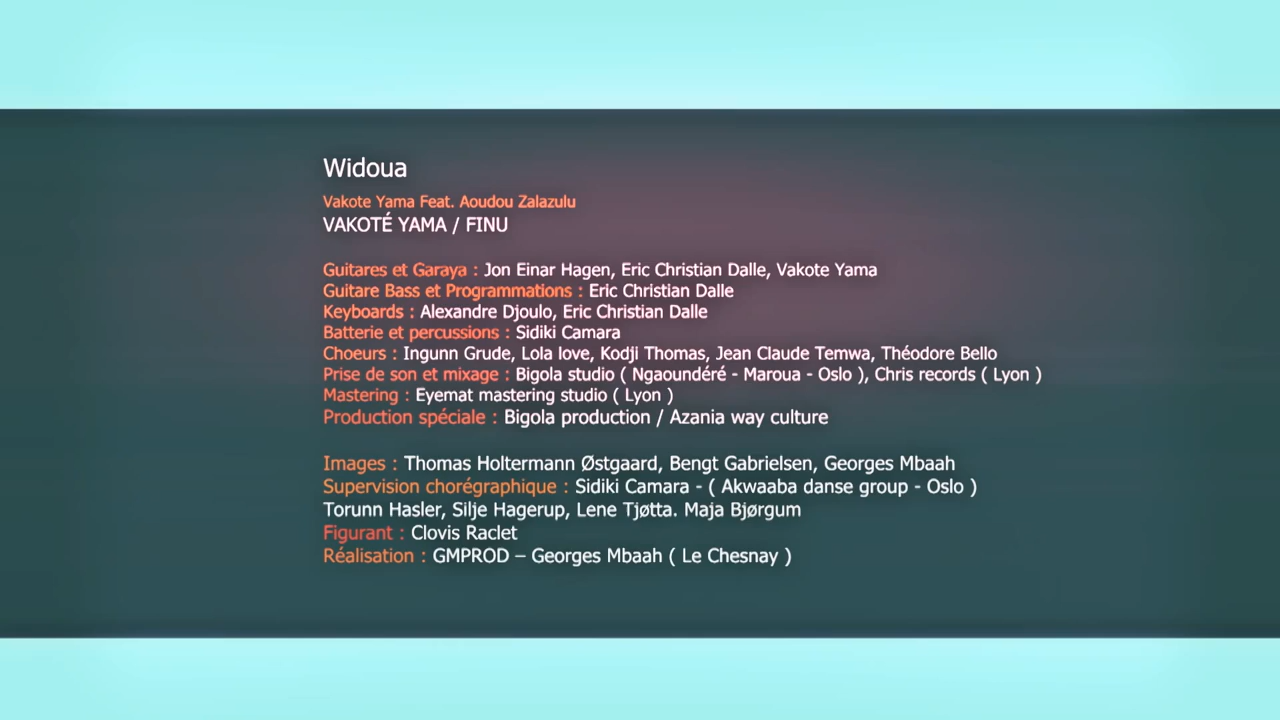 Widoua
Vakote Yama Feat. Aoudou Zalazulu
VAKOTÉ YAMA / FINU
Guitares et Garaya : Jon Einar Hagen, Eric Christian Dalle, Vakote Yama
Guitare Bass et Programmations : Eric Christian Dalle
Keyboards : Alexandre Djoulo, Eric Christian Dalle
Batterie et percussions : Sidiki Camara
Choeurs : Ingunn Grude, Lola love, Kodji Thomas, Jean Claude Temwa, Théodore Bello
Prise de son et mixage : Bigola studio ( Ngaoundéré - Maroua - Oslo ), Chris records ( Lyon )
Mastering : Eyemat mastering studio ( Lyon )
Production spéciale : Bigola production / Azania way culture
Images : Thomas Holtermann Østgaard, Bengt Gabrielsen, Georges Mbaah
Supervision chorégraphique : Sidiki Camara - ( Akwaaba danse group - Oslo )
Torunn Hasler, Silje Hagerup, Lene Tjøtta. Maja Bjørgum
Figurant : Clovis Raclet
Réalisation : GMPROD – Georges Mbaah ( Le Chesnay )